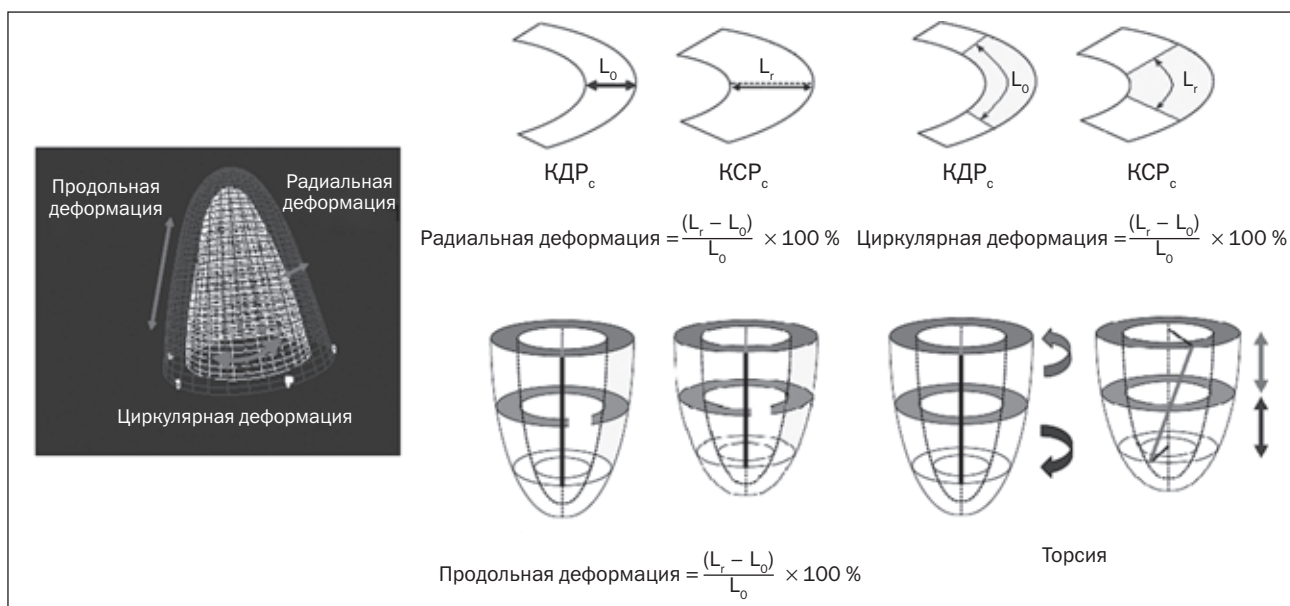 Продольная
деформация
Радиальная
деформация
Циркулярная деформация
L₀
Lᵣ
L₀
Lᵣ
КДРс
КСРс
КДРс
КСРс
Радиальная деформация = (Lᵣ – L₀) / L₀ × 100 %
Циркулярная деформация = (Lᵣ – L₀) / L₀ × 100 %
Продольная деформация = (Lᵣ – L₀) / L₀ × 100 %
Торсия